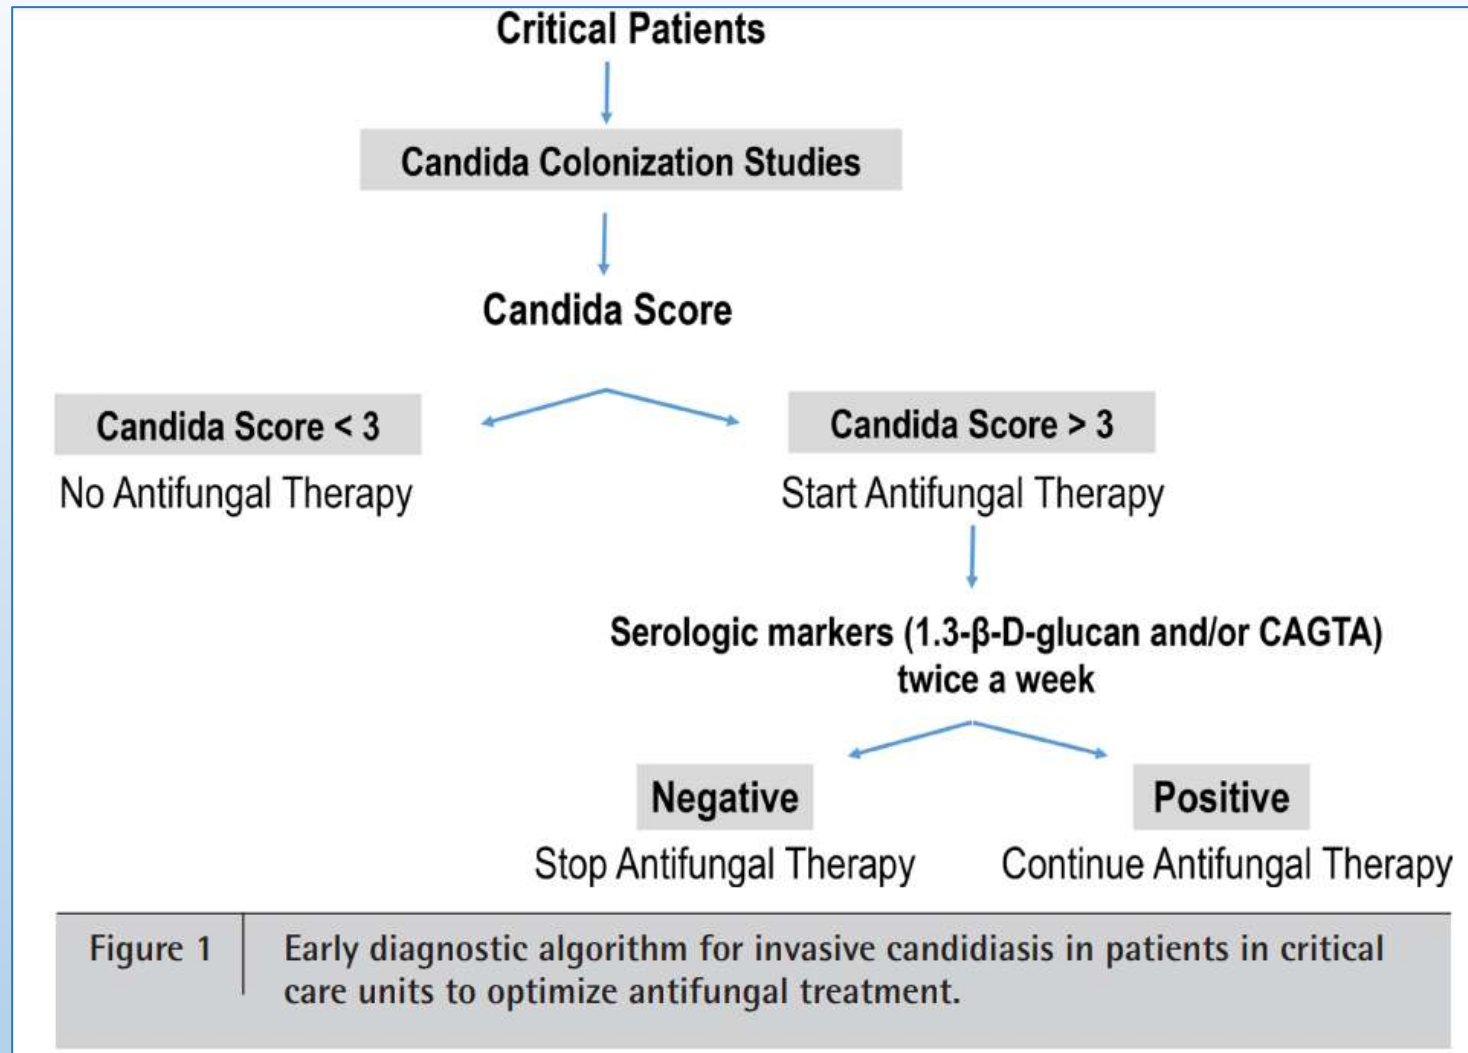 Critical Patients
Candida Colonization Studies
Candida Score
Candida Score < 3
No Antifungal Therapy
Candida Score > 3
Start Antifungal Therapy
Serologic markers (1.3-β-D-glucan and/or CAGTA)
twice a week
Negative
Stop Antifungal Therapy
Positive
Continue Antifungal Therapy
Figure 1
Early diagnostic algorithm for invasive candidiasis in patients in critical
care units to optimize antifungal treatment.